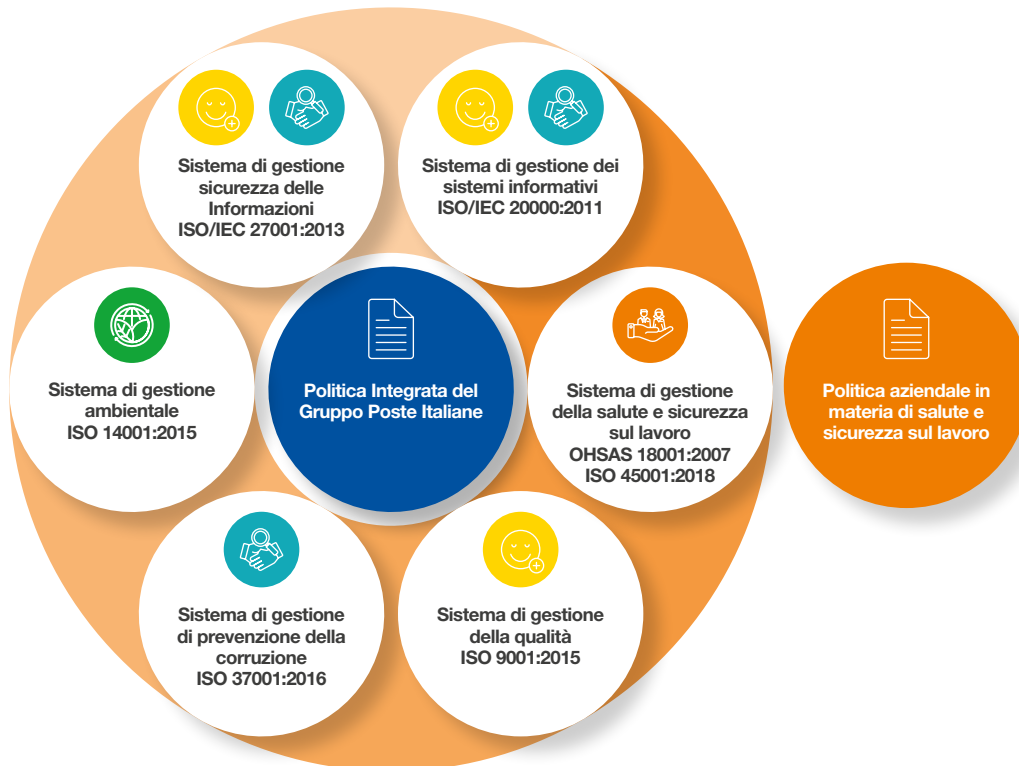 Sistema di gestione
sicurezza delle
Informazioni
ISO/IEC 27001:2013
Sistema di gestione dei
sistemi informativi
ISO/IEC 20000:2011
Sistema di gestione
ambientale
ISO 14001:2015
Politica Integrata del
Gruppo Poste Italiane
Sistema di gestione
della salute e sicurezza
sul lavoro
OHSAS 18001:2007
ISO 45001:2018
Politica aziendale in
materia di salute e
sicurezza sul lavoro
Sistema di gestione
di prevenzione della
corruzione
ISO 37001:2016
Sistema di gestione
della qualità
ISO 9001:2015